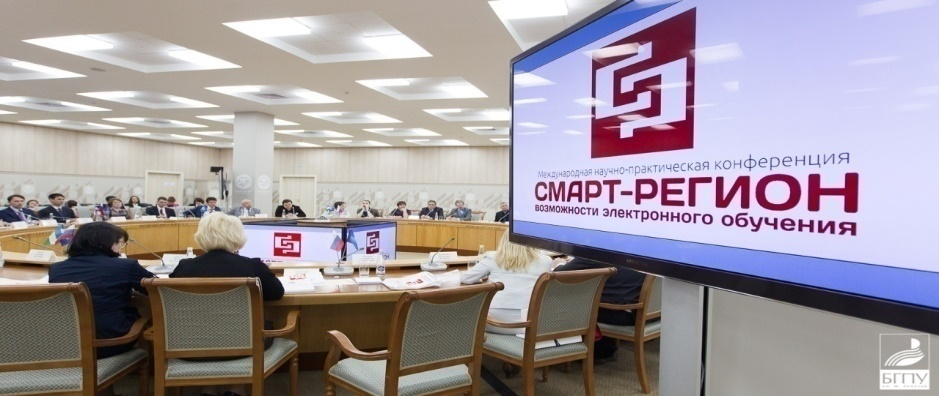 Международная научно-практическая конференция
СМАРТ-РЕГИОН
возможности электронного обучения
БГПУ